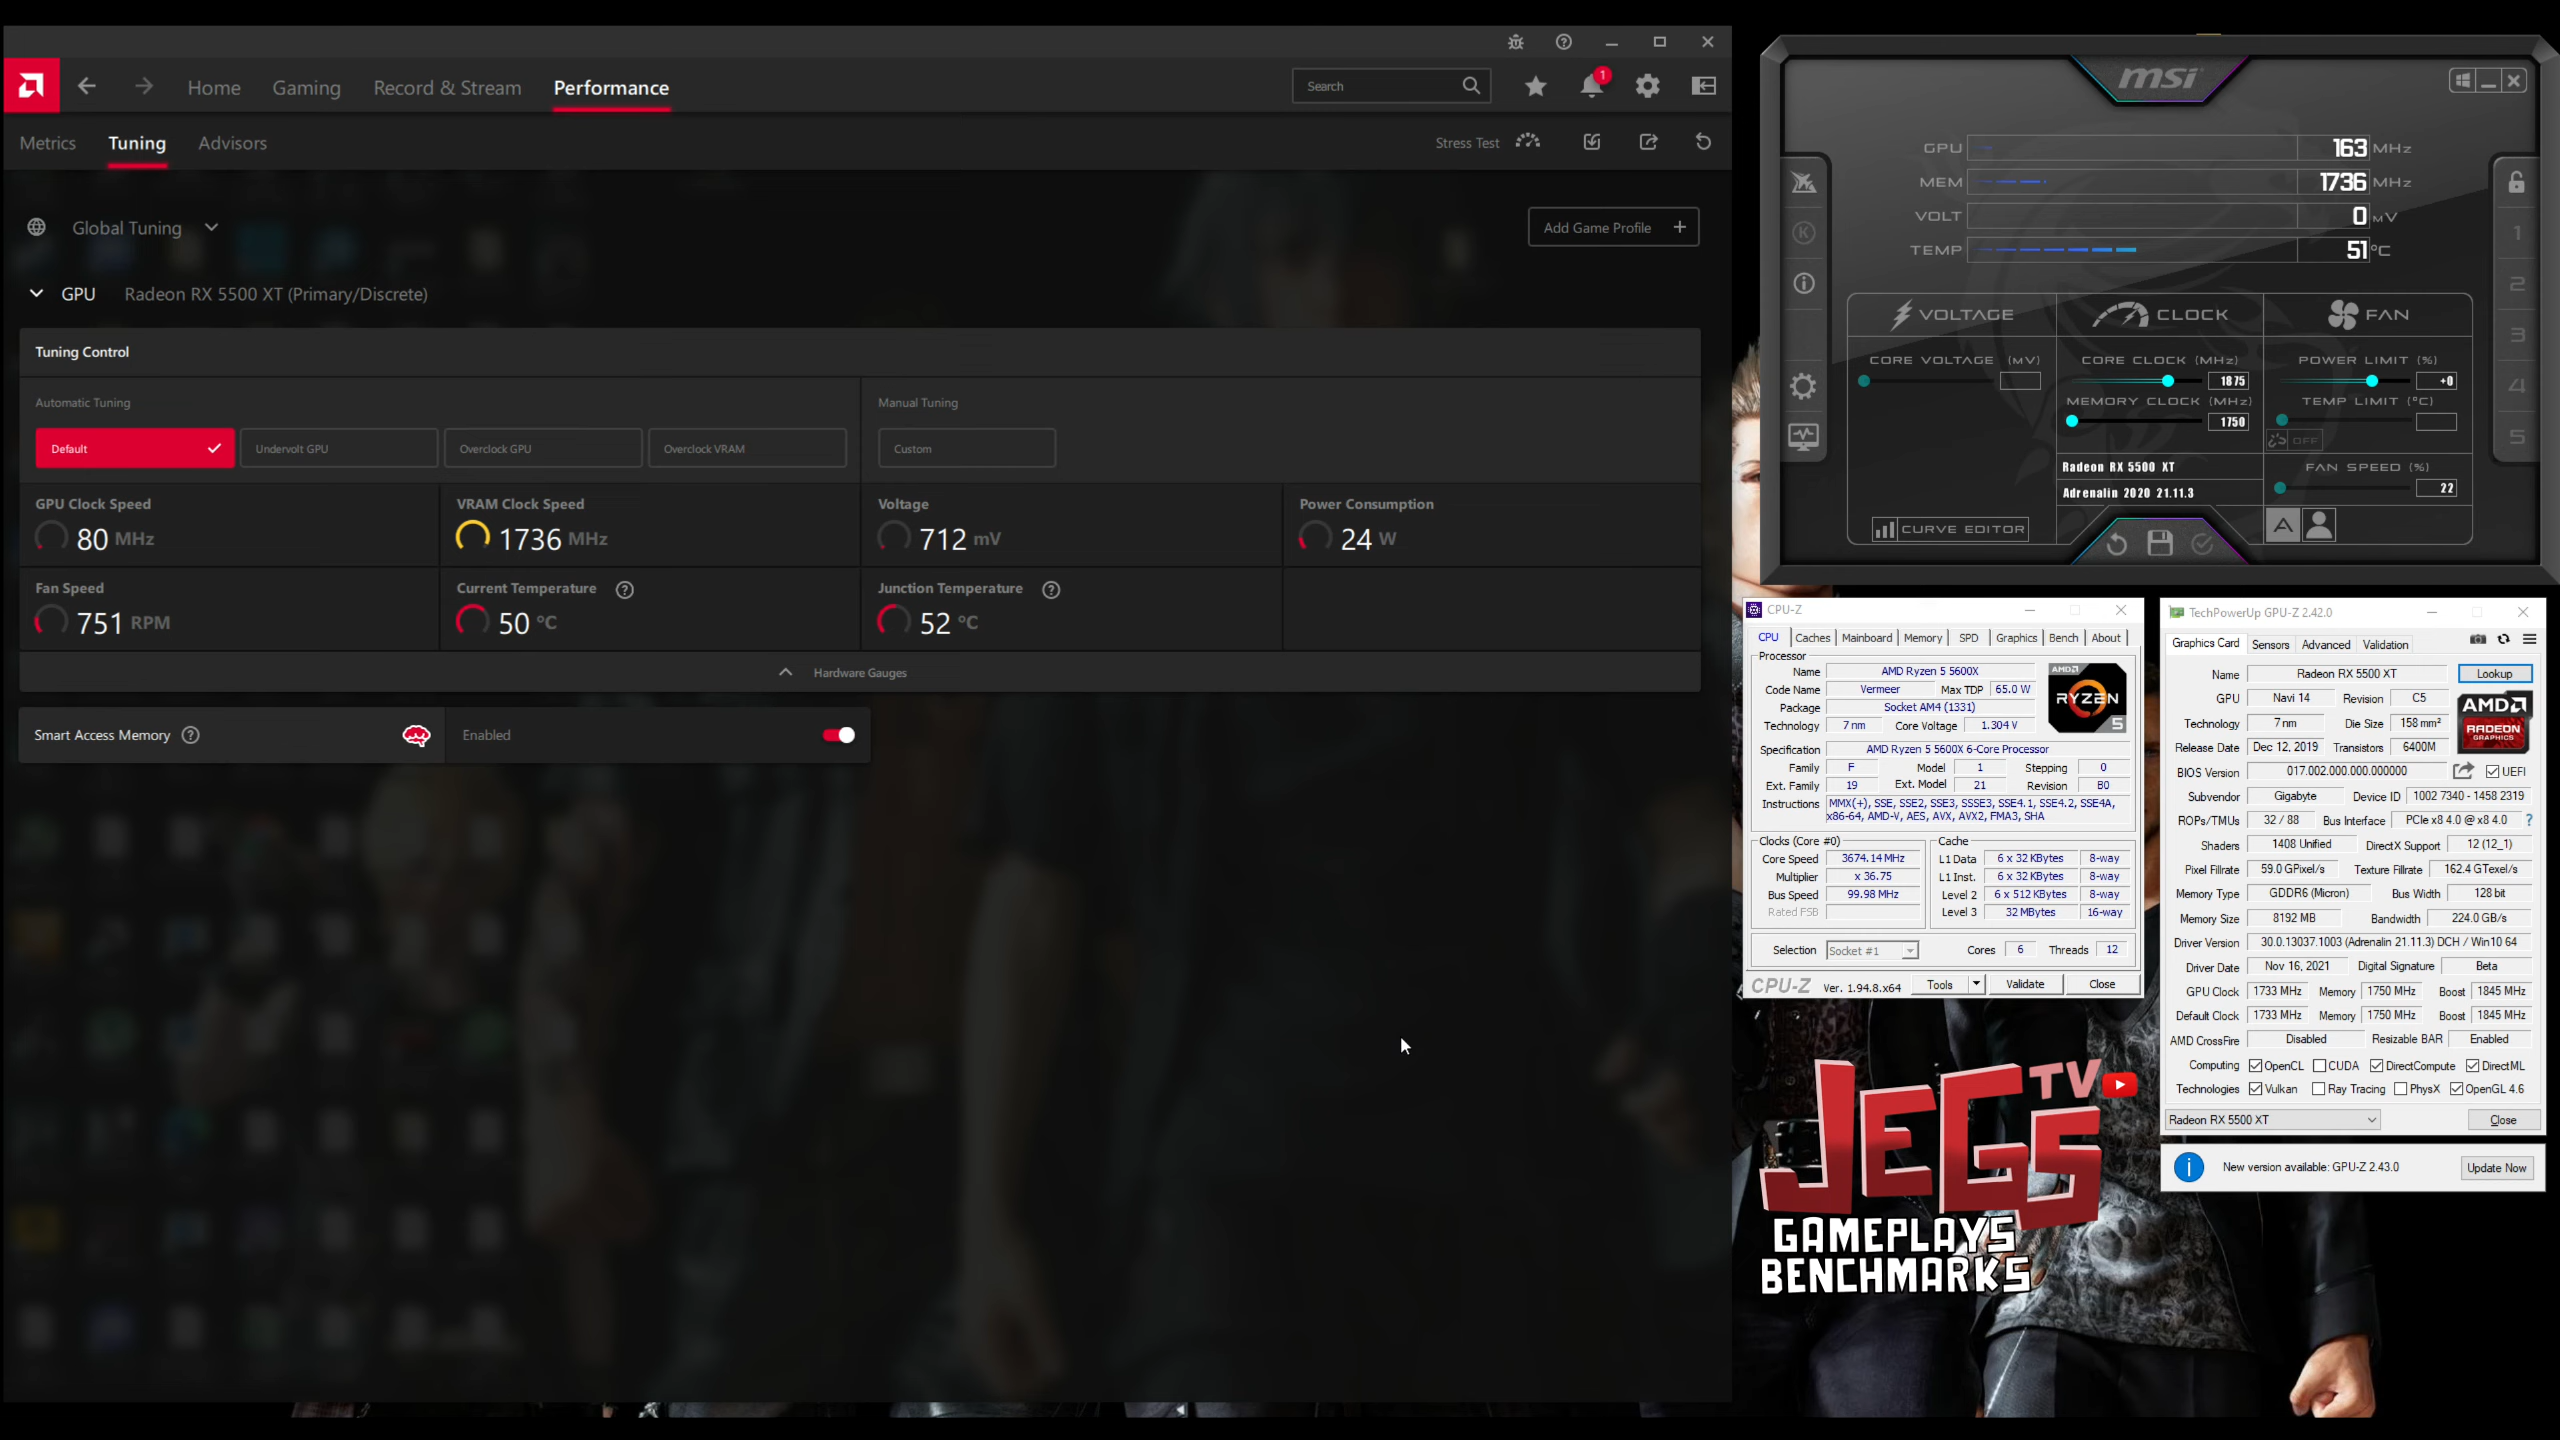 1
Home Gaming Record & Stream Performance Search
Metrics Tuning Advisors Stress Test
Global Tuning Add Game Profile +
GPU Radeon RX 5500 XT (Primary/Discrete)
Tuning Control
Automatic Tuning Manual Tuning
Default Undervolt GPU Overclock GPU Overclock VRAM Custom
GPU Clock Speed VRAM Clock Speed Voltage Power Consumption
80 MHz 1736 MHz 712 mV 24 W
Fan Speed Current Temperature Junction Temperature
751 RPM 50 °C 52 °C
Hardware Gauges
Smart Access Memory Enabled
msi
GPU 163 MHz
MEM 1736 MHz
VOLT 0 MV
TEMP 51 °C
K
1
2
3
4
5
VOLTAGE CLOCK FAN
CORE VOLTAGE (MV) CORE CLOCK (MHz) POWER LIMIT (%)
1875 +0
MEMORY CLOCK (MHz) TEMP LIMIT (°C)
1750
OFF
Radeon RX 5500 XT FAN SPEED (%)
Adrenalin 2020 21.11.3 22
CURVE EDITOR A
CPU-Z
CPU Caches Mainboard Memory SPD Graphics Bench About
Processor
Name AMD Ryzen 5 5600X
Code Name Vermeer Max TDP 65.0 W
Package Socket AM4 (1331)
Technology 7 nm Core Voltage 1.304 V
AMD RYZEN 5
Specification AMD Ryzen 5 5600X 6-Core Processor
Family F Model 1 Stepping 0
Ext. Family 19 Ext. Model 21 Revision B0
Instructions MMX(+), SSE, SSE2, SSE3, SSSE3, SSE4.1, SSE4.2, SSE4A,
x86-64, AMD-V, AES, AVX, AVX2, FMA3, SHA
Clocks (Core #0) Cache
Core Speed 3674.14 MHz L1 Data 6 x 32 KBytes 8-way
Multiplier x 36.75 L1 Inst. 6 x 32 KBytes 8-way
Bus Speed 99.98 MHz Level 2 6 x 512 KBytes 8-way
Rated FSB Level 3 32 MBytes 16-way
Selection Socket #1 Cores 6 Threads 12
CPU-Z Ver. 1.94.8.x64 Tools Validate Close
TechPowerUp GPU-Z 2.42.0
Graphics Card Sensors Advanced Validation
Name Radeon RX 5500 XT Lookup
GPU Navi 14 Revision C5
Technology 7 nm Die Size 158 mm²
Release Date Dec 12, 2019 Transistors 6400M
AMD RADEON GRAPHICS
BIOS Version 017.002.000.000.000000 UEFI
Subvendor Gigabyte Device ID 1002 7340 - 1458 2319
ROPs/TMUs 32 / 88 Bus Interface PCIe x8 4.0 @ x8 4.0 ?
Shaders 1408 Unified DirectX Support 12 (12_1)
Pixel Fillrate 59.0 GPixel/s Texture Fillrate 162.4 GTexel/s
Memory Type GDDR6 (Micron) Bus Width 128 bit
Memory Size 8192 MB Bandwidth 224.0 GB/s
Driver Version 30.0.13037.1003 (Adrenalin 21.11.3) DCH / Win10 64
Driver Date Nov 16, 2021 Digital Signature Beta
GPU Clock 1733 MHz Memory 1750 MHz Boost 1845 MHz
Default Clock 1733 MHz Memory 1750 MHz Boost 1845 MHz
AMD CrossFire Disabled Resizable BAR Enabled
Computing OpenCL CUDA DirectCompute DirectML
Technologies Vulkan Ray Tracing PhysX OpenGL 4.6
Radeon RX 5500 XT Close
New version available: GPU-Z 2.43.0 Update Now
JEGS TV
GAMEPLAYS
BENCHMARKS